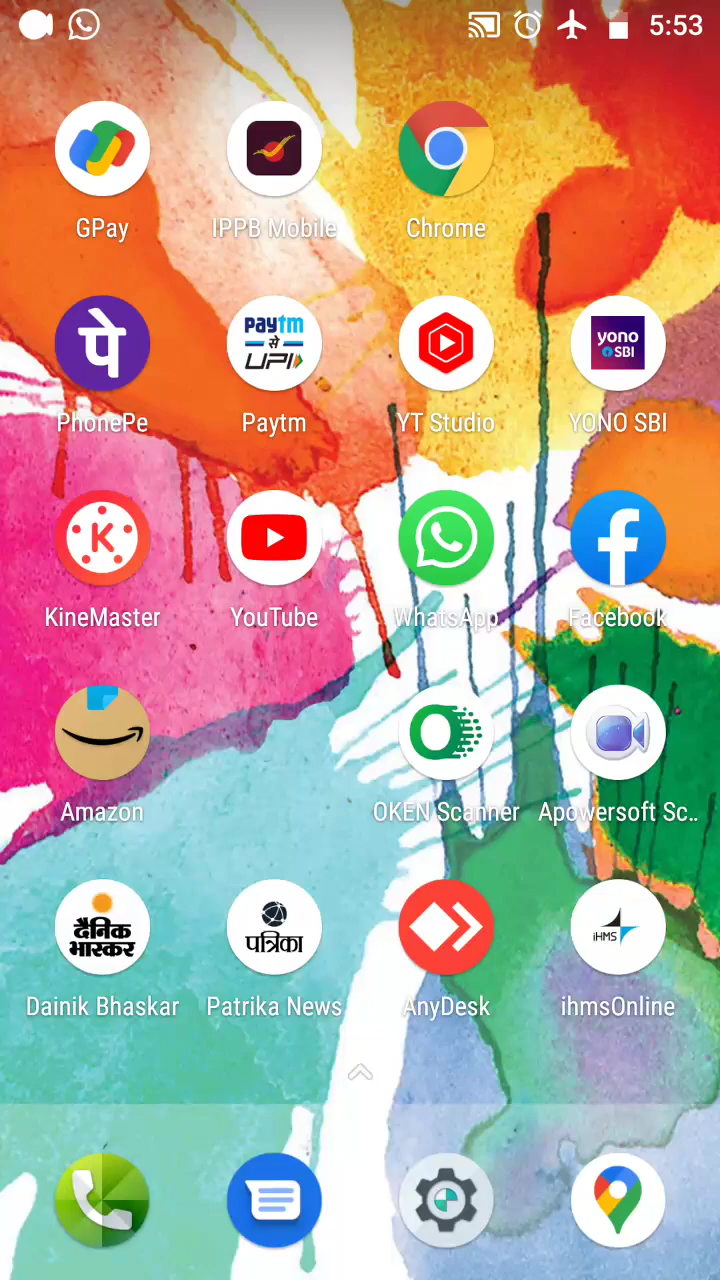 5:53
GPay
IPPB Mobile
Chrome
पे
paytm
से
UPI
yono
SBI
PhonePe
Paytm
YT Studio
YONO SBI
K
KineMaster
YouTube
WhatsApp
Facebook
Amazon
OKEN Scanner
Apowersoft Sc..
दैनिक
भास्कर
पत्रिका
iHMS
Dainik Bhaskar
Patrika News
AnyDesk
ihmsOnline